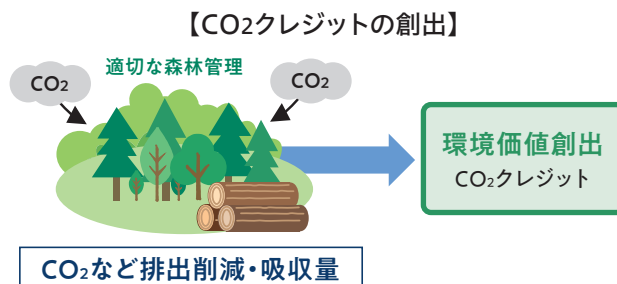 【CO2クレジットの創出】
適切な森林管理
CO2
CO2
環境価値創出
CO2クレジット
CO2など排出削減・吸収量